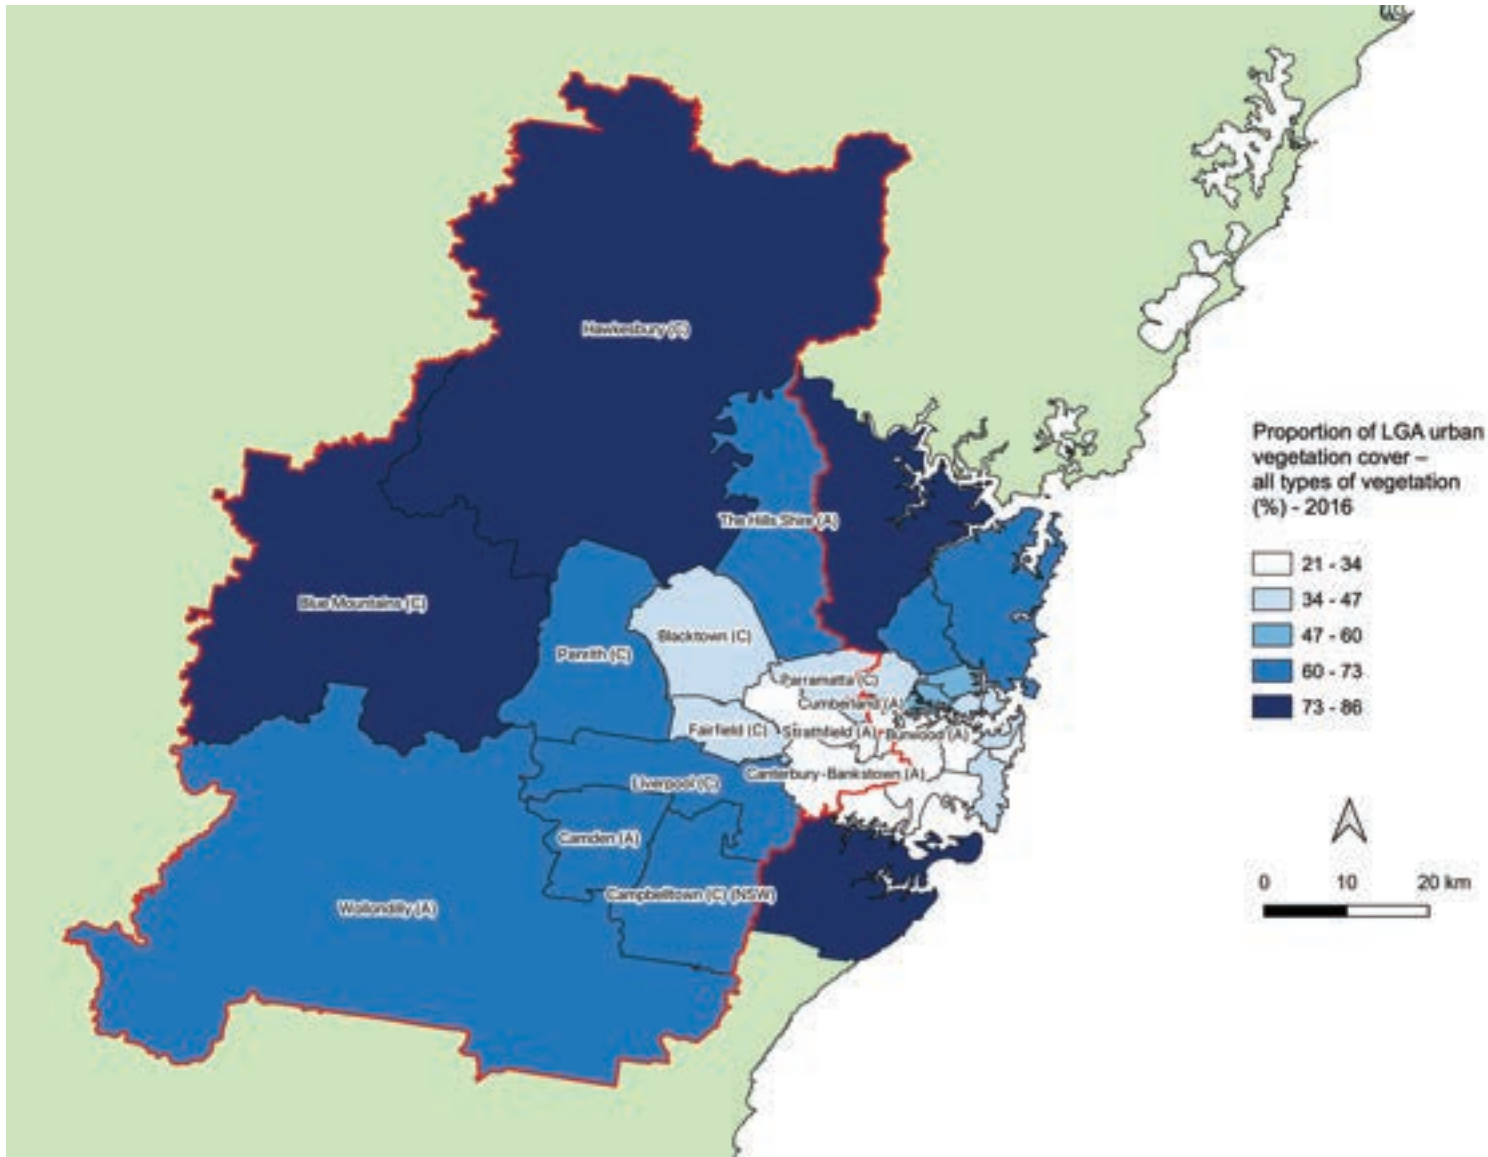 Hawkesbury (C)
The Hills Shire (A)
Blue Mountains (C)
Blacktown (C)
Penrith (C)
Parramatta (C)
Cumberland (A)
Fairfield (C)
Strathfield (A)
Burwood (A)
Canterbury-Bankstown (A)
Liverpool (C)
Camden (A)
Campbelltown (C) (NSW)
Wollondilly (A)
Proportion of LGA urban
vegetation cover –
all types of vegetation
(%) - 2016
21 - 34
34 - 47
47 - 60
60 - 73
73 - 86
0 10 20 km